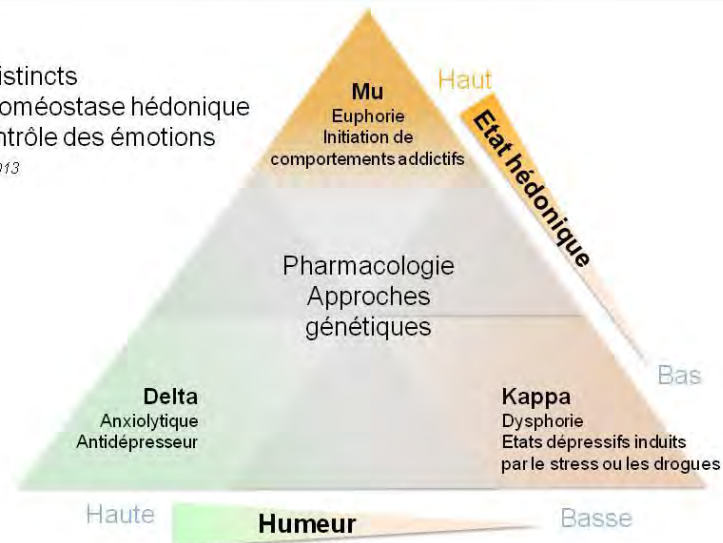 istincts
oméostase hédonique
ntrôle des émotions
013
Mu
Euphorie
Initiation de
comportements addictifs
Haut
Etat hédonique
Bas
Pharmacologie
Approches
génétiques
Delta
Anxiolytique
Antidépresseur
Kappa
Dysphorie
Etats dépressifs induits
par le stress ou les drogues
Haute
Humeur
Basse